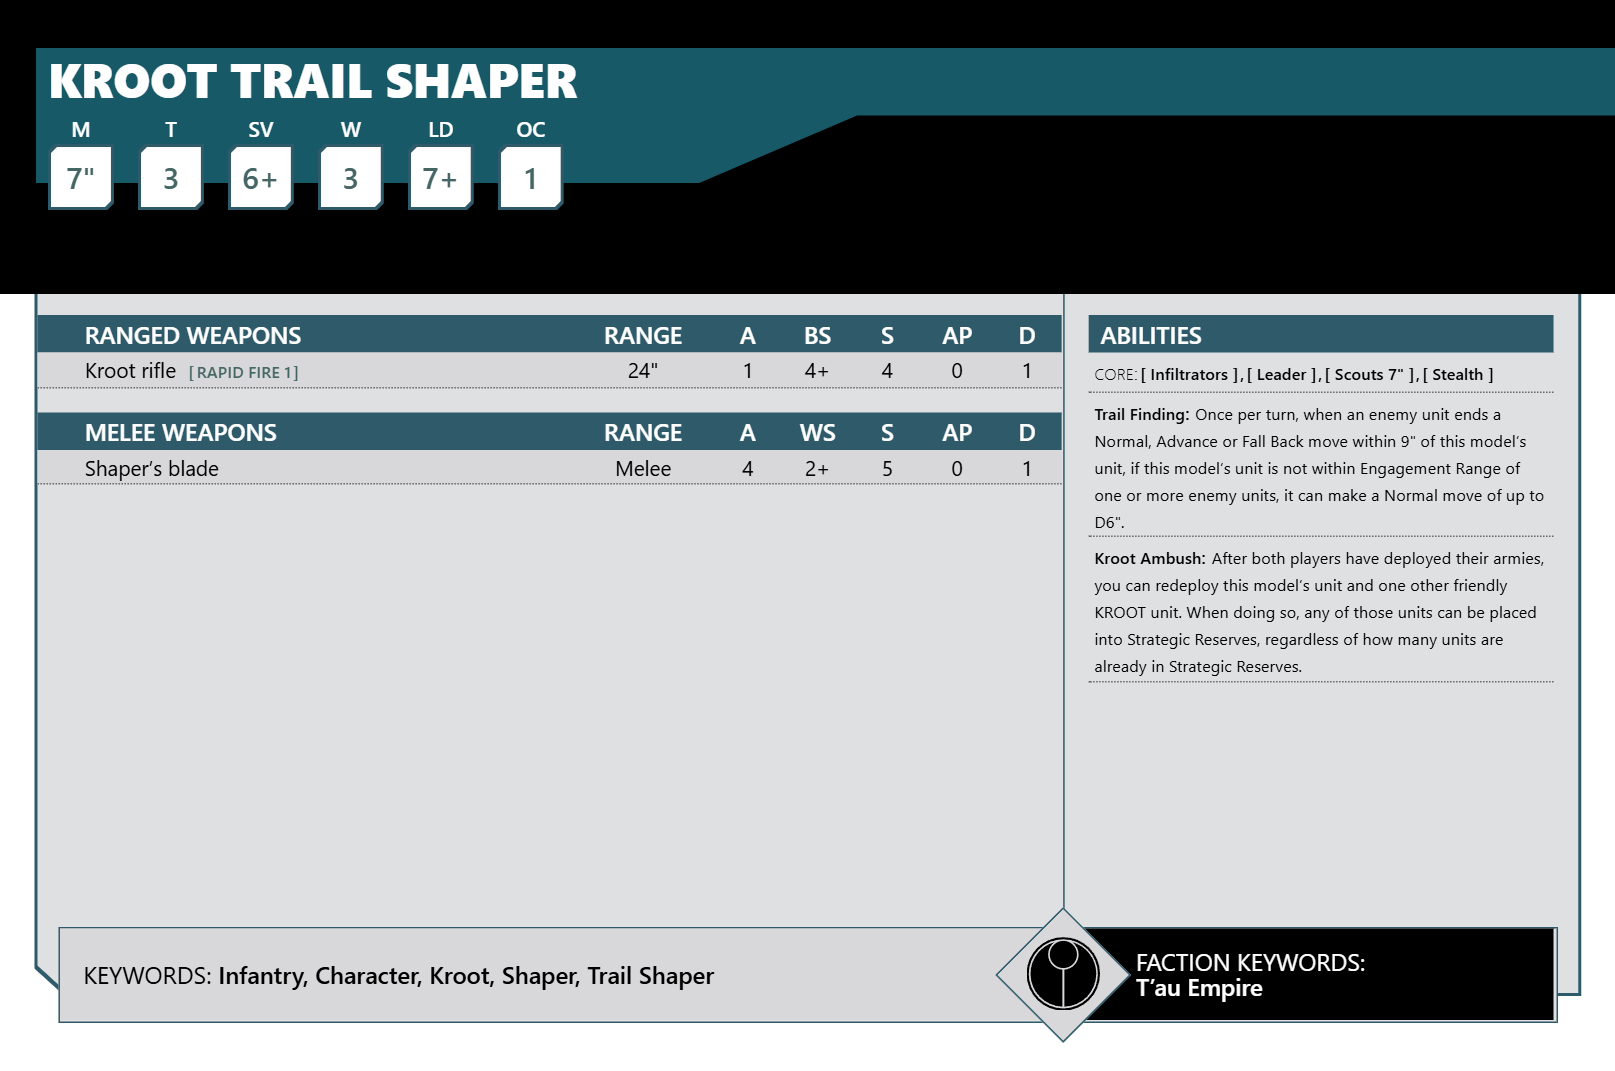 KROOT TRAIL SHAPER
M T SV W LD OC
7" 3 6+ 3 7+ 1
RANGED WEAPONS RANGE A BS S AP D
Kroot rifle [ RAPID FIRE 1] 24" 1 4+ 4 0 1
MELEE WEAPONS RANGE A WS S AP D
Shaper’s blade Melee 4 2+ 5 0 1
ABILITIES
CORE: [ Infiltrators ], [ Leader ], [ Scouts 7" ], [ Stealth ]
Trail Finding: Once per turn, when an enemy unit ends a
Normal, Advance or Fall Back move within 9" of this model’s
unit, if this model’s unit is not within Engagement Range of
one or more enemy units, it can make a Normal move of up to
D6".
Kroot Ambush: After both players have deployed their armies,
you can redeploy this model’s unit and one other friendly
KROOT unit. When doing so, any of those units can be placed
into Strategic Reserves, regardless of how many units are
already in Strategic Reserves.
KEYWORDS: Infantry, Character, Kroot, Shaper, Trail Shaper
FACTION KEYWORDS:
T’au Empire